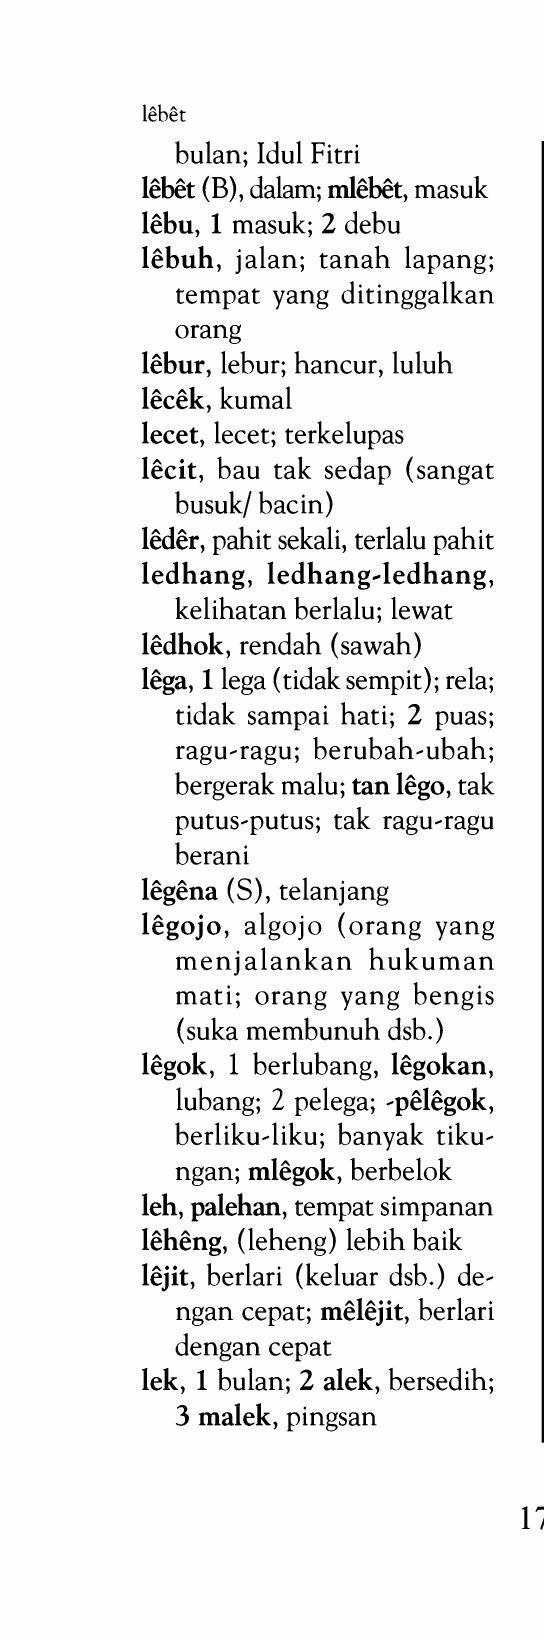 lêbêt
bulan; Idul Fitri
lêbêt (B), dalam; mlêbêt, masuk
lêbu, 1 masuk; 2 debu
lêbuh, jalan; tanah lapang;
tempat yang ditinggalkan
orang
lêbur, lebur; hancur, luluh
lêcêk, kumal
lecet, lecet; terkelupas
lêcit, bau tak sedap (sangat
busuk/ bacin)
lêdêr, pahit sekali, terlalu pahit
ledhang, ledhang-ledhang,
kelihatan berlalu; lewat
lêdhok, rendah (sawah)
lêga, 1 lega (tidak sempit); rela;
tidak sampai hati; 2 puas;
ragu-ragu; berubah-ubah;
bergerak malu; tan lêgo, tak
putus-putus; tak ragu-ragu
berani
lêgêna (S), telanjang
lêgojo, algojo (orang yang
menjalankan hukuman
mati; orang yang bengis
(suka membunuh dsb.)
lêgok, 1 berlubang, lêgokan,
lubang; 2 pelega; -pêlêgok,
berliku-liku; banyak tiku-
ngan; mlêgok, berbelok
leh, palehan, tempat simpanan
lêhêng, (leheng) lebih baik
lêjit, berlari (keluar dsb.) de-
ngan cepat; mêlêjit, berlari
dengan cepat
lek, 1 bulan; 2 alek, bersedih;
3 malek, pingsan